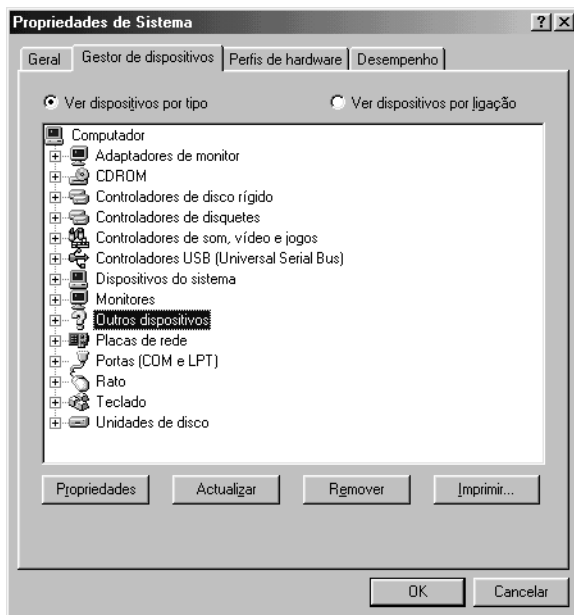 Propriedades de Sistema
Geral Gestor de dispositivos Perfis de hardware Desempenho
Ver dispositivos por tipo Ver dispositivos por ligação
Computador
Adaptadores de monitor
CDROM
Controladores de disco rígido
Controladores de disquetes
Controladores de som, vídeo e jogos
Controladores USB (Universal Serial Bus)
Dispositivos do sistema
Monitores
Outros dispositivos
Placas de rede
Portas (COM e LPT)
Rato
Teclado
Unidades de disco
Propriedades Actualizar Remover Imprimir...
OK Cancelar